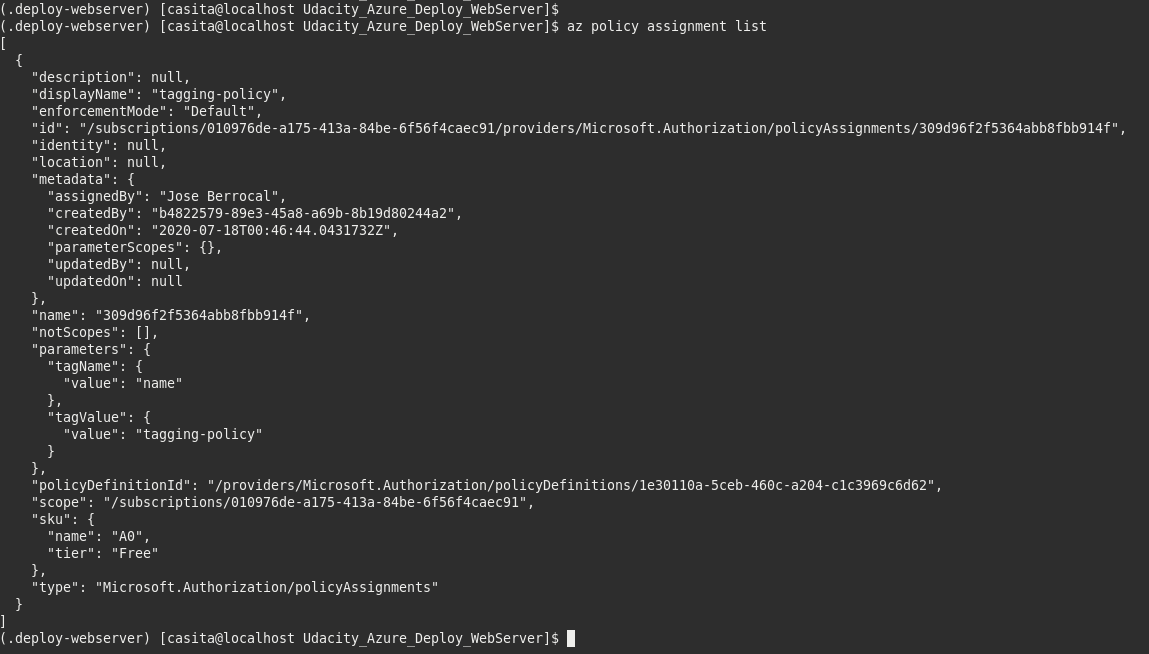 (.deploy-webserver) [casita@localhost Udacity_Azure_Deploy_WebServer]$
(.deploy-webserver) [casita@localhost Udacity_Azure_Deploy_WebServer]$ az policy assignment list
[
  {
    "description": null,
    "displayName": "tagging-policy",
    "enforcementMode": "Default",
    "id": "/subscriptions/010976de-a175-413a-84be-6f56f4caec91/providers/Microsoft.Authorization/policyAssignments/309d96f2f5364abb8fbb914f",
    "identity": null,
    "location": null,
    "metadata": {
      "assignedBy": "Jose Berrocal",
      "createdBy": "b4822579-89e3-45a8-a69b-8b19d80244a2",
      "createdOn": "2020-07-18T00:46:44.0431732Z",
      "parameterScopes": {},
      "updatedBy": null,
      "updatedOn": null
    },
    "name": "309d96f2f5364abb8fbb914f",
    "notScopes": [],
    "parameters": {
      "tagName": {
        "value": "name"
      },
      "tagValue": {
        "value": "tagging-policy"
      }
    },
    "policyDefinitionId": "/providers/Microsoft.Authorization/policyDefinitions/1e30110a-5ceb-460c-a204-c1c3969c6d62",
    "scope": "/subscriptions/010976de-a175-413a-84be-6f56f4caec91",
    "sku": {
      "name": "A0",
      "tier": "Free"
    },
    "type": "Microsoft.Authorization/policyAssignments"
  }
]
(.deploy-webserver) [casita@localhost Udacity_Azure_Deploy_WebServer]$